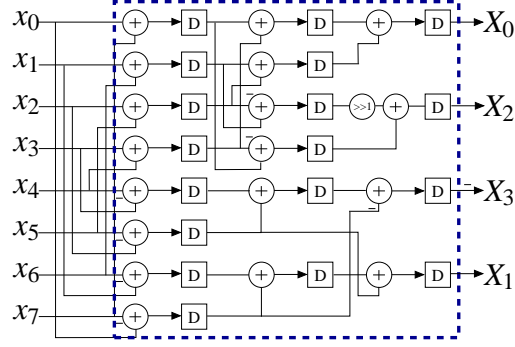 x0 + D + D + D X0
x1 + D + D
x2 + D + D >>1 + D X2
x3 + D + D
x4 + D + D + D X3
x5 + D
x6 + D + D + D X1
x7 + D